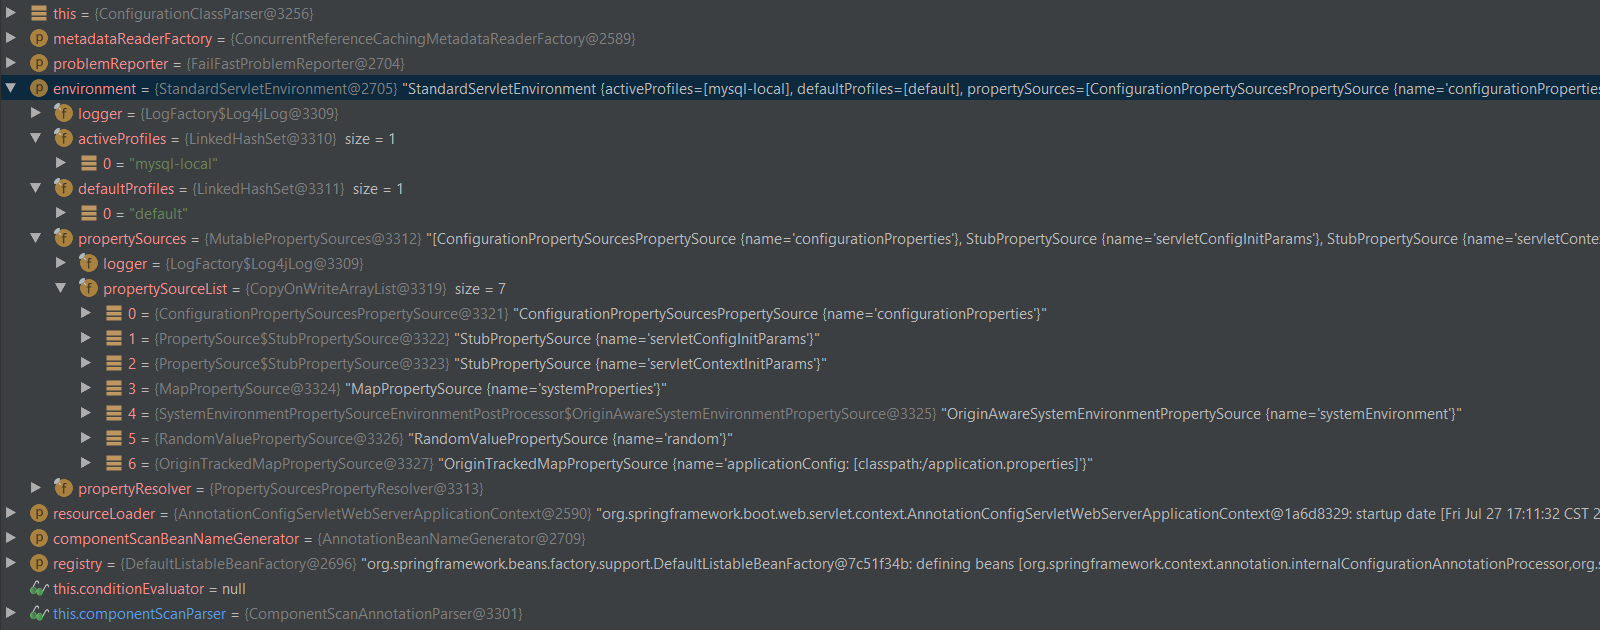 this = {ConfigurationClassParser@3256}
p metadataReaderFactory = {ConcurrentReferenceCachingMetadataReaderFactory@2589}
p problemReporter = {FailFastProblemReporter@2704}
p environment = {StandardServletEnvironment@2705} "StandardServletEnvironment {activeProfiles=[mysql-local], defaultProfiles=[default], propertySources=[ConfigurationPropertySourcesPropertySource {name='configurationProperties
f logger = {LogFactory$Log4jLog@3309}
f activeProfiles = {LinkedHashSet@3310} size = 1
0 = "mysql-local"
f defaultProfiles = {LinkedHashSet@3311} size = 1
0 = "default"
f propertySources = {MutablePropertySources@3312} "[ConfigurationPropertySourcesPropertySource {name='configurationProperties'}, StubPropertySource {name='servletConfigInitParams'}, StubPropertySource {name='servletConte
f logger = {LogFactory$Log4jLog@3309}
f propertySourceList = {CopyOnWriteArrayList@3319} size = 7
0 = {ConfigurationPropertySourcesPropertySource@3321} "ConfigurationPropertySourcesPropertySource {name='configurationProperties'}"
1 = {PropertySource$StubPropertySource@3322} "StubPropertySource {name='servletConfigInitParams'}"
2 = {PropertySource$StubPropertySource@3323} "StubPropertySource {name='servletContextInitParams'}"
3 = {MapPropertySource@3324} "MapPropertySource {name='systemProperties'}"
4 = {SystemEnvironmentPropertySourceEnvironmentPostProcessor$OriginAwareSystemEnvironmentPropertySource@3325} "OriginAwareSystemEnvironmentPropertySource {name='systemEnvironment'}"
5 = {RandomValuePropertySource@3326} "RandomValuePropertySource {name='random'}"
6 = {OriginTrackedMapPropertySource@3327} "OriginTrackedMapPropertySource {name='applicationConfig: [classpath:/application.properties]'}"
f propertyResolver = {PropertySourcesPropertyResolver@3313}
p resourceLoader = {AnnotationConfigServletWebServerApplicationContext@2590} "org.springframework.boot.web.servlet.context.AnnotationConfigServletWebServerApplicationContext@1a6d8329: startup date [Fri Jul 27 17:11:32 CST 2
p componentScanBeanNameGenerator = {AnnotationBeanNameGenerator@2709}
p registry = {DefaultListableBeanFactory@2696} "org.springframework.beans.factory.support.DefaultListableBeanFactory@7c51f34b: defining beans [org.springframework.context.annotation.internalConfigurationAnnotationProcessor,org.s
this.conditionEvaluator = null
this.componentScanParser = {ComponentScanAnnotationParser@3301}